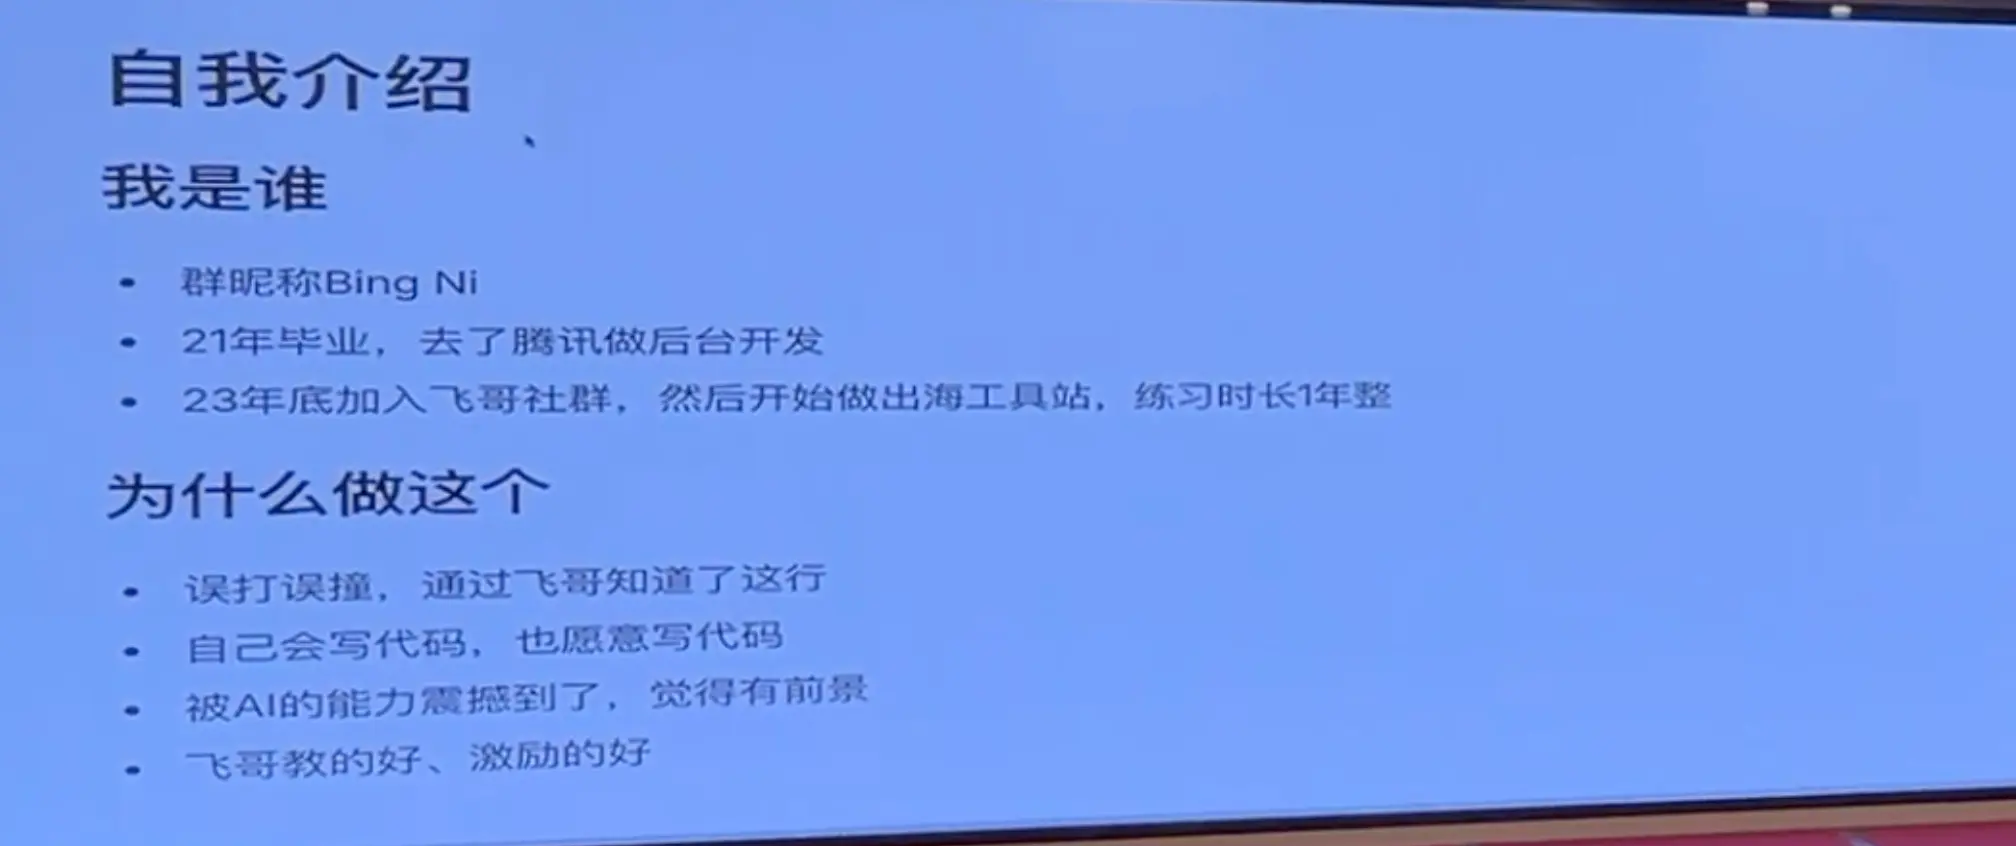 自我介绍
我是谁
• 群昵称Bing Ni
• 21年毕业，去了腾讯做后台开发
• 23年底加入飞哥社群，然后开始做出海工具站，练习时长1年整
为什么做这个
• 误打误撞，通过飞哥知道了这行
• 自己会写代码，也愿意写代码
• 被AI的能力震撼到了，觉得有前景
• 飞哥教的好、激励的好